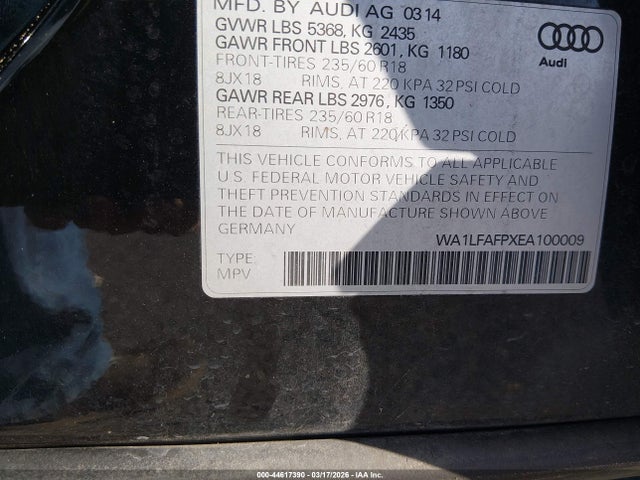 MFD. BY AUDI AG 03 14
GVWR LBS 5368, KG 2435
GAWR FRONT LBS 2601, KG 1180
FRONT-TIRES 235/60 R18
8JX18 RIMS, AT 220 KPA 32 PSI COLD
GAWR REAR LBS 2976, KG 1350
REAR-TIRES 235/60 R18
8JX18 RIMS, AT 220 KPA 32 PSI COLD
Audi
THIS VEHICLE CONFORMS TO ALL APPLICABLE
U.S. FEDERAL MOTOR VEHICLE SAFETY AND
THEFT PREVENTION STANDARDS IN EFFECT ON
THE DATE OF MANUFACTURE SHOWN ABOVE
GERMANY
WA1LFAFPXEA100009
TYPE:
MPV
000-44617390 - 03/17/2026 - IAA Inc.